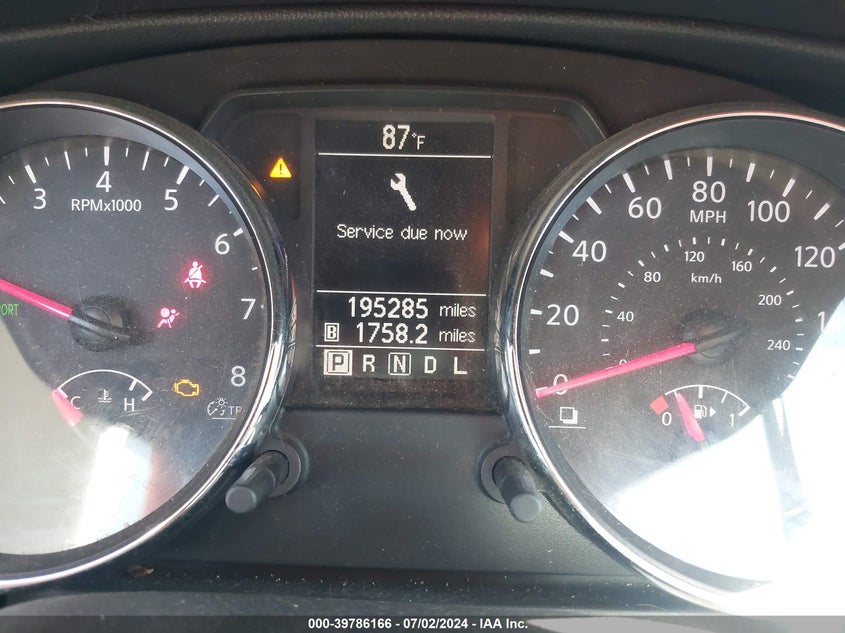 87°F
Service due now
195285 miles
B 1758.2 miles
P R N D L
3 4 5 6 7 8
RPMx1000
PORT
C H
0 20 40 60 80 100 120
MPH
0 40 80 120 160 200 240
km/h
0 1
000-39786166 - 07/02/2024 - IAA Inc.